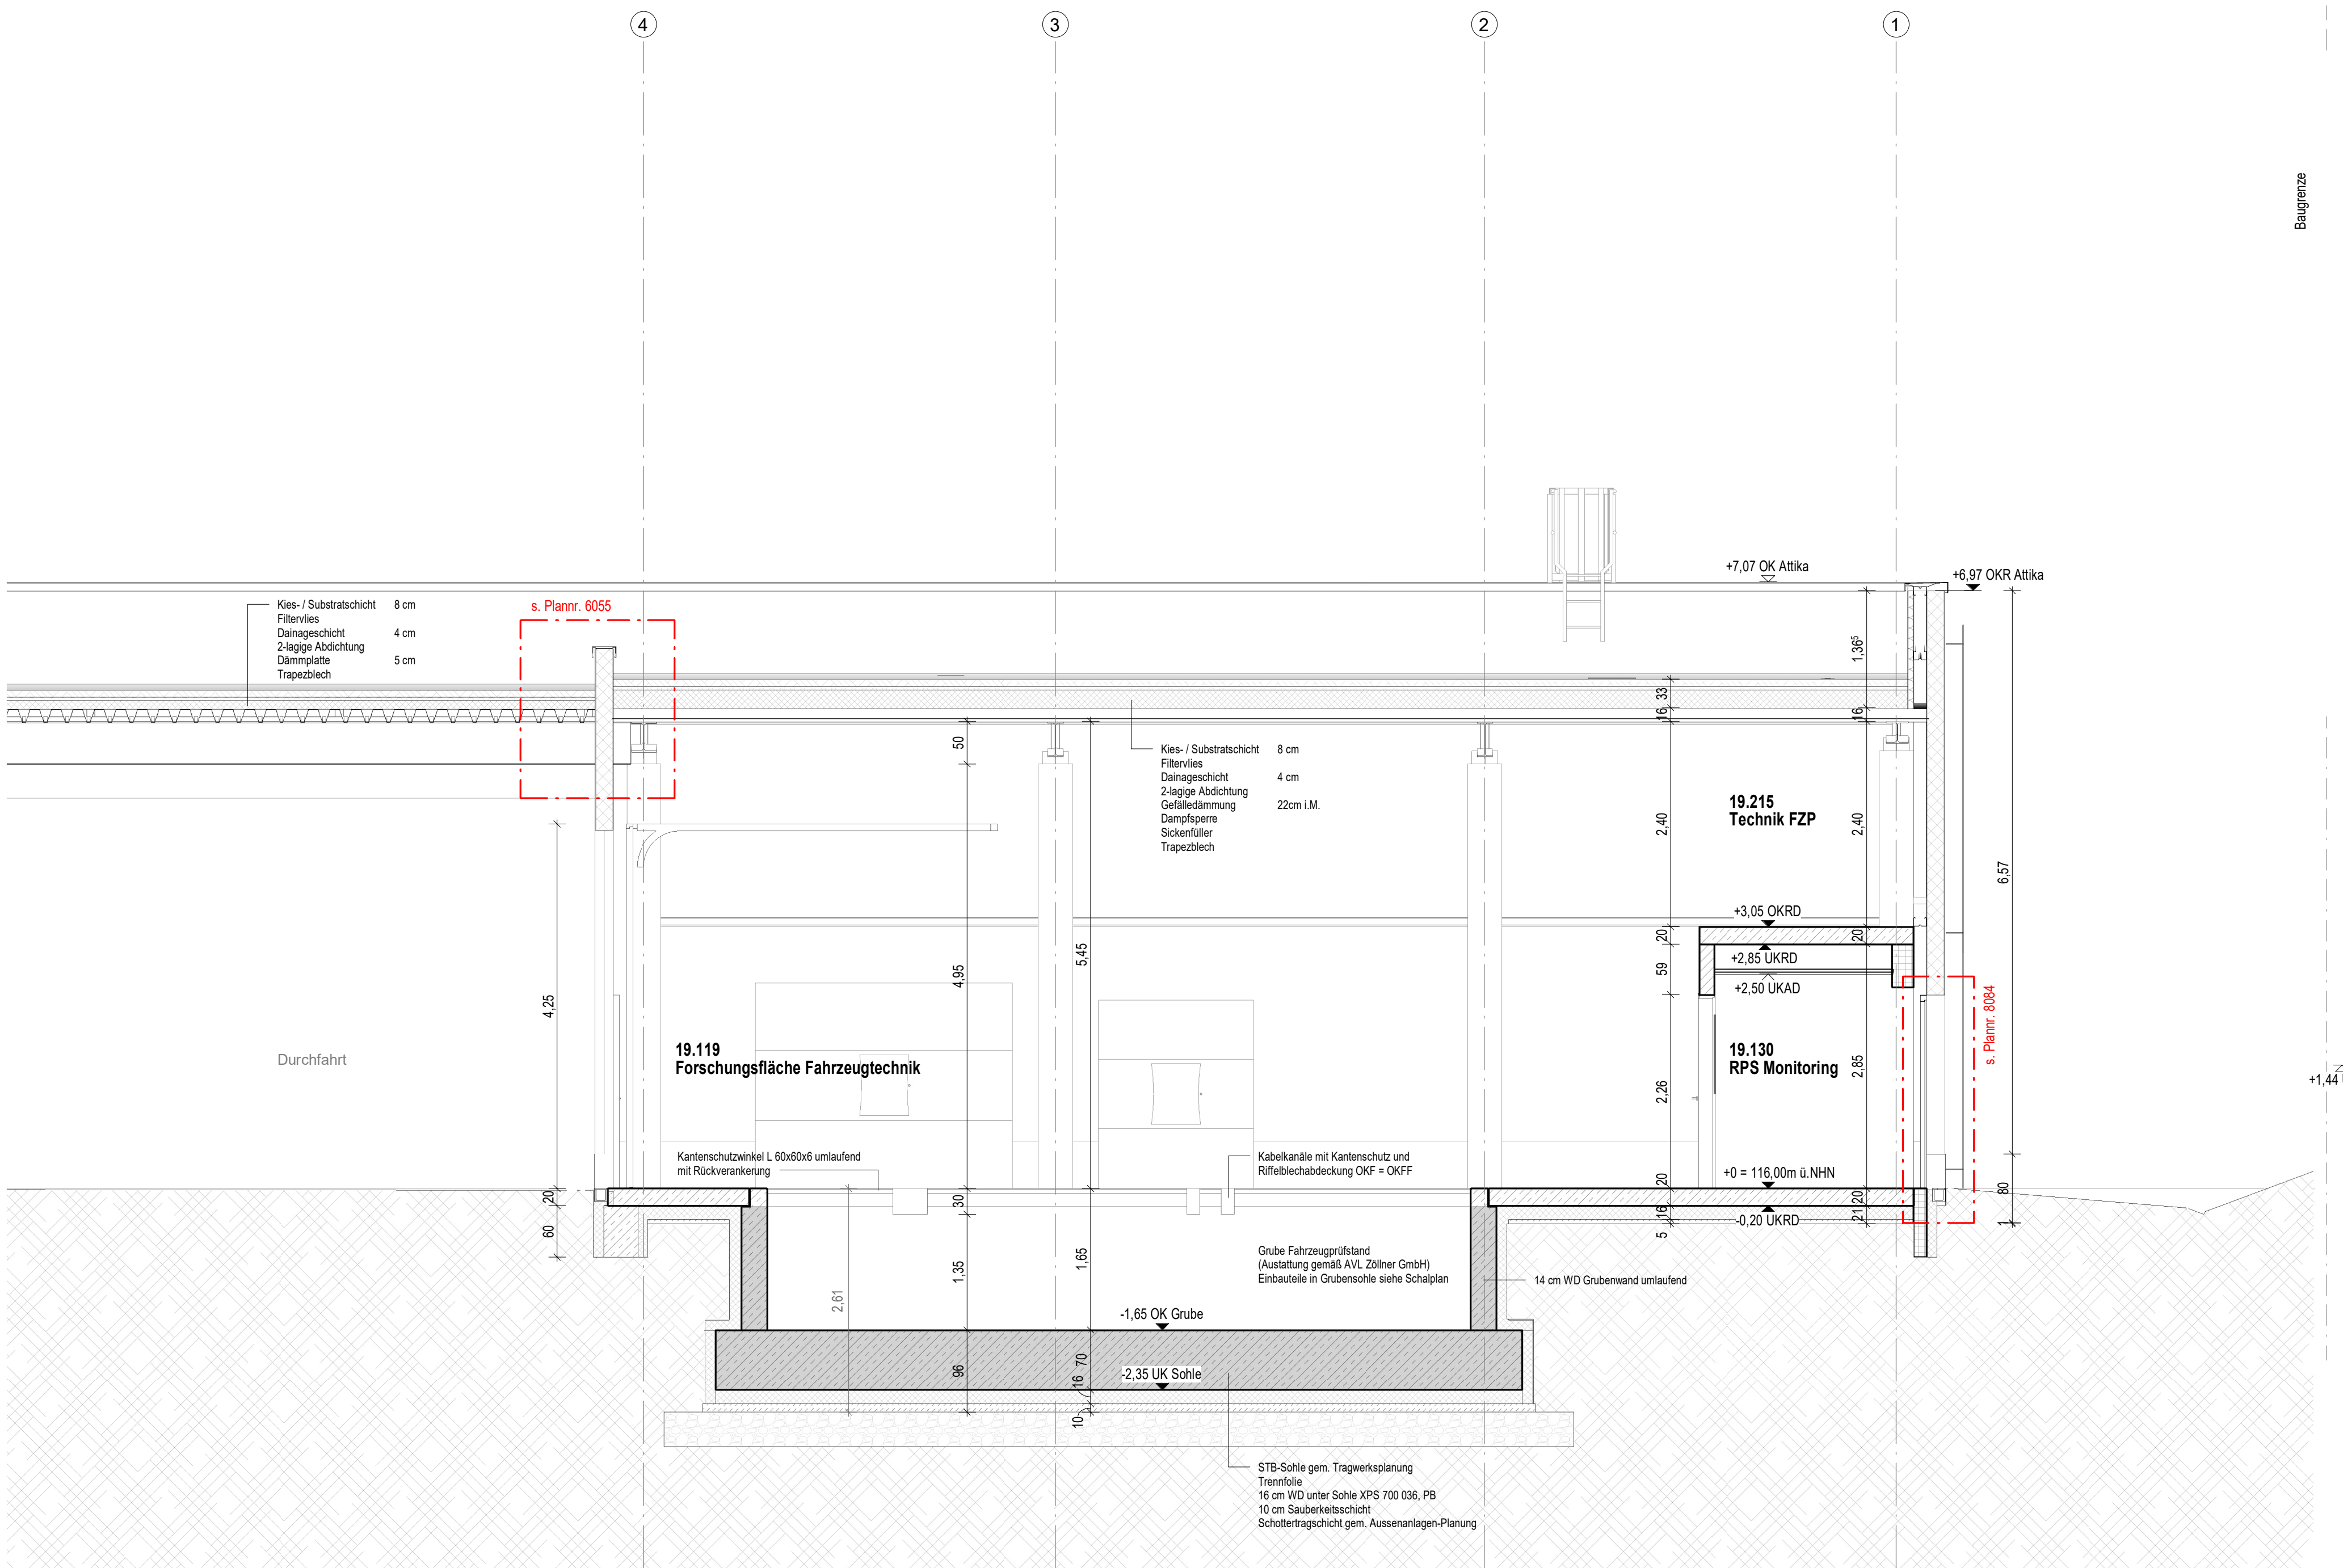 4
3
2
1
Baugrenze
+7,07 OK Attika
+6,97 OKR Attika
Kies- / Substratschicht 8 cm
Filtervlies
Dainageschicht 4 cm
2-lagige Abdichtung
Dämmplatte 5 cm
Trapezblech
s. Plannr. 6055
1,36⁵
33
16
16
50
Kies- / Substratschicht 8 cm
Filtervlies
Dainageschicht 4 cm
2-lagige Abdichtung
Gefälledämmung 22cm i.M.
Dampfsperre
Sickenfüller
Trapezblech
19.215
Technik FZP
2,40
2,40
6,57
+3,05 OKRD
20
20
+2,85 UKRD
59
+2,50 UKAD
4,95
5,45
4,25
s. Plannr. 8084
Durchfahrt
19.119
Forschungsfläche Fahrzeugtechnik
19.130
RPS Monitoring
2,85
2,26
+1,44
Kantenschutzwinkel L 60x60x6 umlaufend
mit Rückverankerung
Kabelkanäle mit Kantenschutz und
Riffelblechabdeckung OKF = OKFF
+0 = 116,00m ü.NHN
20
20
30
20
80
16
21
1
-0,20 UKRD
60
5
1,35
1,65
Grube Fahrzeugprüfstand
(Austattung gemäß AVL Zöllner GmbH)
Einbauteile in Grubensohle siehe Schalplan
14 cm WD Grubenwand umlaufend
2,61
-1,65 OK Grube
96
70
16
-2,35 UK Sohle
10
STB-Sohle gem. Tragwerksplanung
Trennfolie
16 cm WD unter Sohle XPS 700 036, PB
10 cm Sauberkeitsschicht
Schottertragschicht gem. Aussenanlagen-Planung